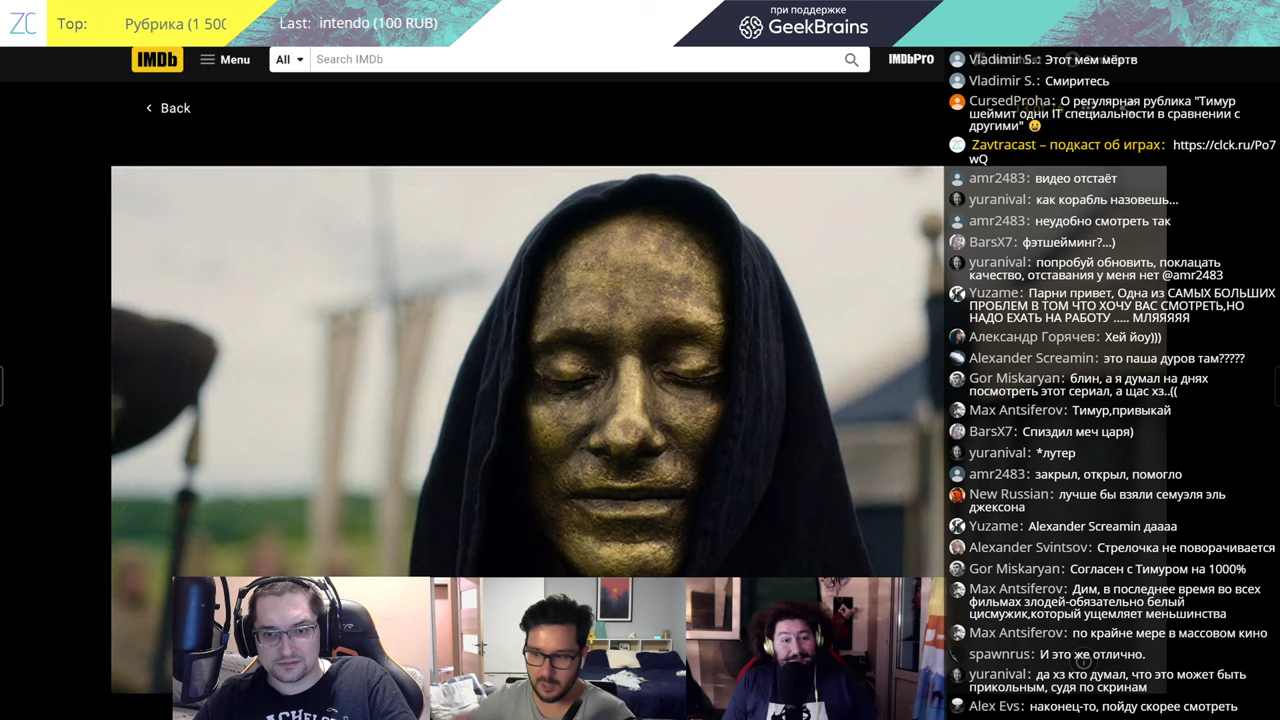 ZC
Top:
Рубрика (1 500
Last: intendo (100 RUB)
при поддержке
GeekBrains
IMDb
Menu
All
Search IMDb
IMDbPro
Back
Vladimir S.: Этот мем мёртв
Vladimir S.: Смиритесь
CursedProha: О регулярная рублика "Тимур
шеймит одни IT специальности в сравнении с
другими" 😀
Zavtracast – подкаст об играх: https://clck.ru/Po7
wQ
amr2483: видео отстаёт
yuranival: как корабль назовешь...
amr2483: неудобно смотреть так
BarsX7: фэтшейминг?...)
yuranival: попробуй обновить, поклацать
качество, отставания у меня нет @amr2483
Yuzame: Парни привет, Одна из САМЫХ БОЛЬШИХ
ПРОБЛЕМ В ТОМ ЧТО ХОЧУ ВАС СМОТРЕТЬ,НО
НАДО ЕХАТЬ НА РАБОТУ ..... МЛЯЯЯЯЯ
Александр Горячев: Хей йоу)))
Alexander Screamin: это паша дуров там?????
Gor Miskaryan: блин, а я думал на днях
посмотреть этот сериал, а щас хз..((
Max Antsiferov: Тимур,привыкай
BarsX7: Спиздил меч царя)
yuranival: *лутер
amr2483: закрыл, открыл, помогло
New Russian: лучше бы взяли семуэля эль
джексона
Yuzame: Alexander Screamin даааа
Alexander Svintsov: Стрелочка не поворачивается
Gor Miskaryan: Согласен с Тимуром на 1000%
Max Antsiferov: Дим, в последнее время во всех
фильмах злодей-обязательно белый
цисмужик,который ущемляет меньшинства
Max Antsiferov: по крайне мере в массовом кино
spawnrus: И это же отлично.
yuranival: да хз кто думал, что это может быть
прикольным, судя по скринам
Alex Evs: наконец-то, пойду скорее смотреть